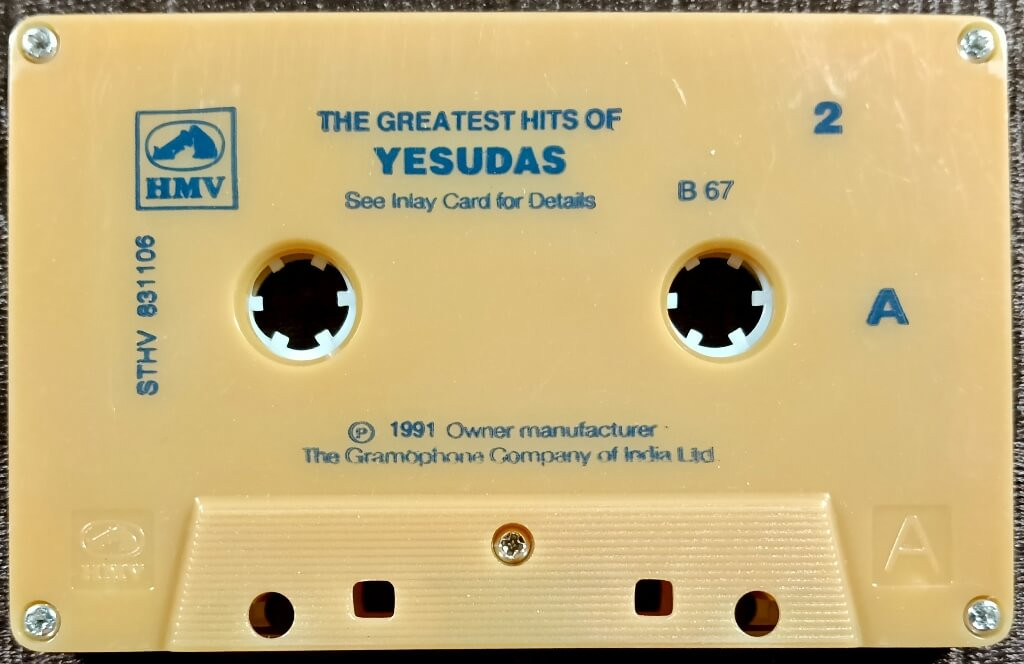 THE GREATEST HITS OF
YESUDAS
See Inlay Card for Details
HMV
B 67
2
STHV 831106
A
℗ 1991 Owner manufacturer
The Gramophone Company of India Ltd
HMV
A